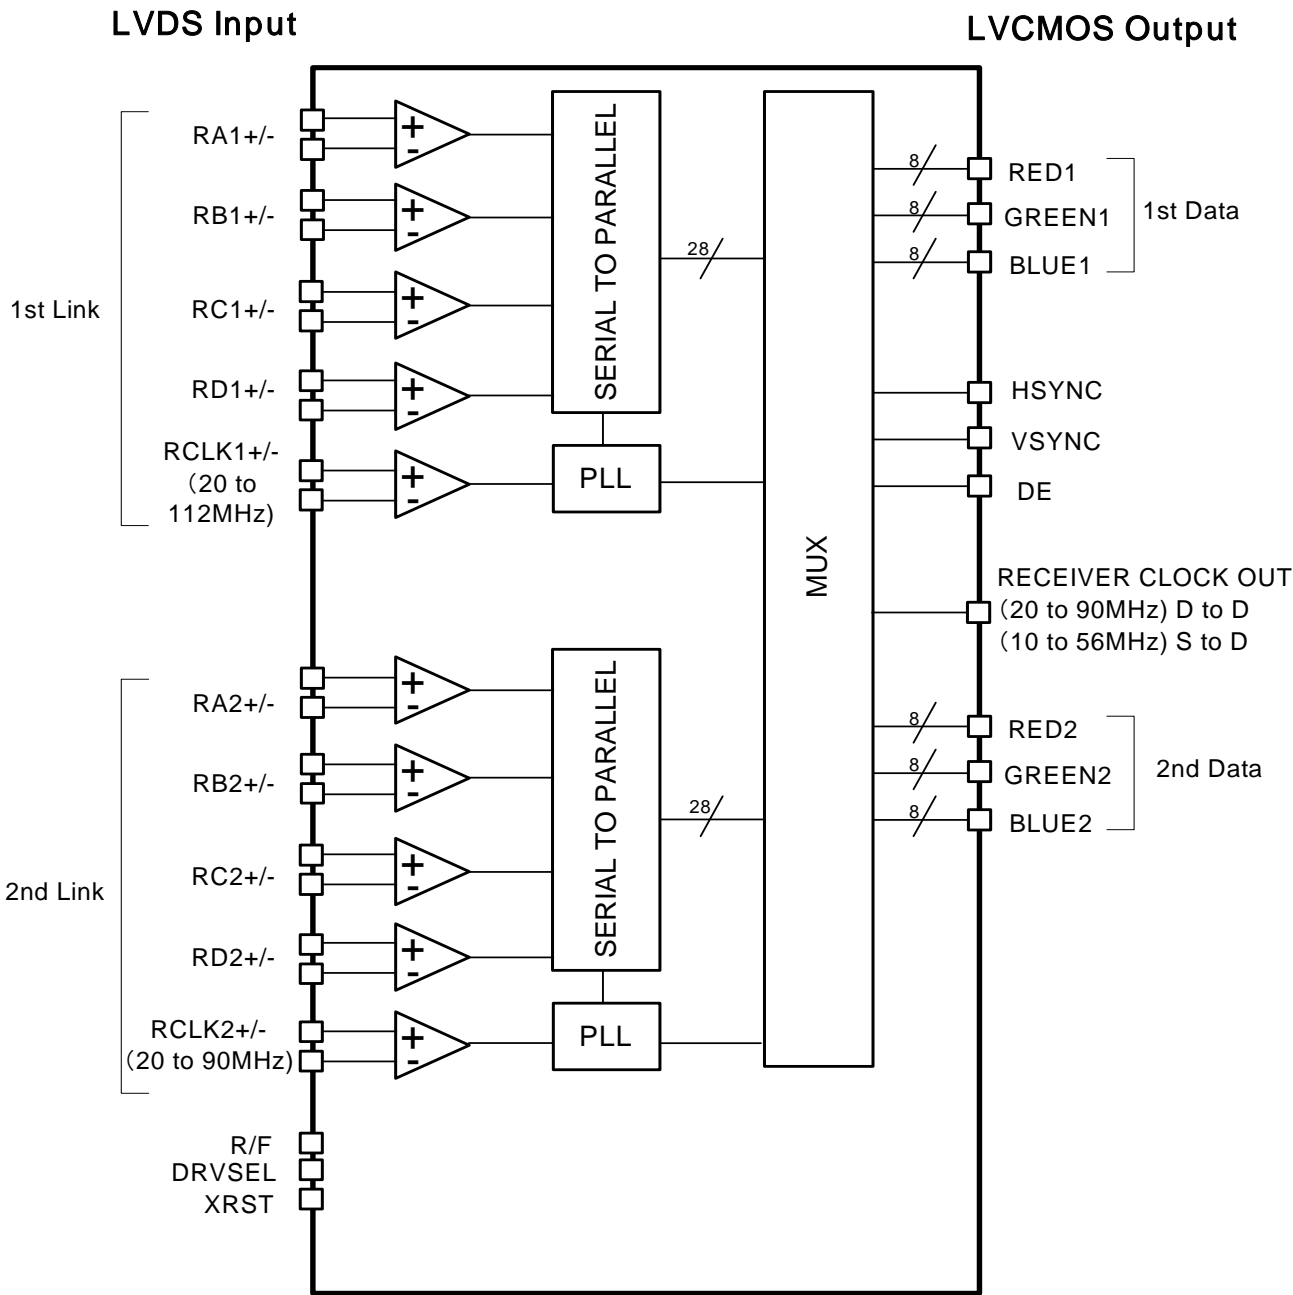 LVDS Input
LVCMOS Output
1st Link
RA1+/-
RB1+/-
RC1+/-
RD1+/-
RCLK1+/-
(20 to
112MHz)
+
-
+
-
+
-
+
-
+
-
SERIAL TO PARALLEL
PLL
28
MUX
8
RED1
8
GREEN1
8
BLUE1
1st Data
HSYNC
VSYNC
DE
RECEIVER CLOCK OUT
(20 to 90MHz) D to D
(10 to 56MHz) S to D
2nd Link
RA2+/-
RB2+/-
RC2+/-
RD2+/-
RCLK2+/-
(20 to 90MHz)
+
-
+
-
+
-
+
-
+
-
SERIAL TO PARALLEL
PLL
28
8
RED2
8
GREEN2
8
BLUE2
2nd Data
R/F
DRVSEL
XRST